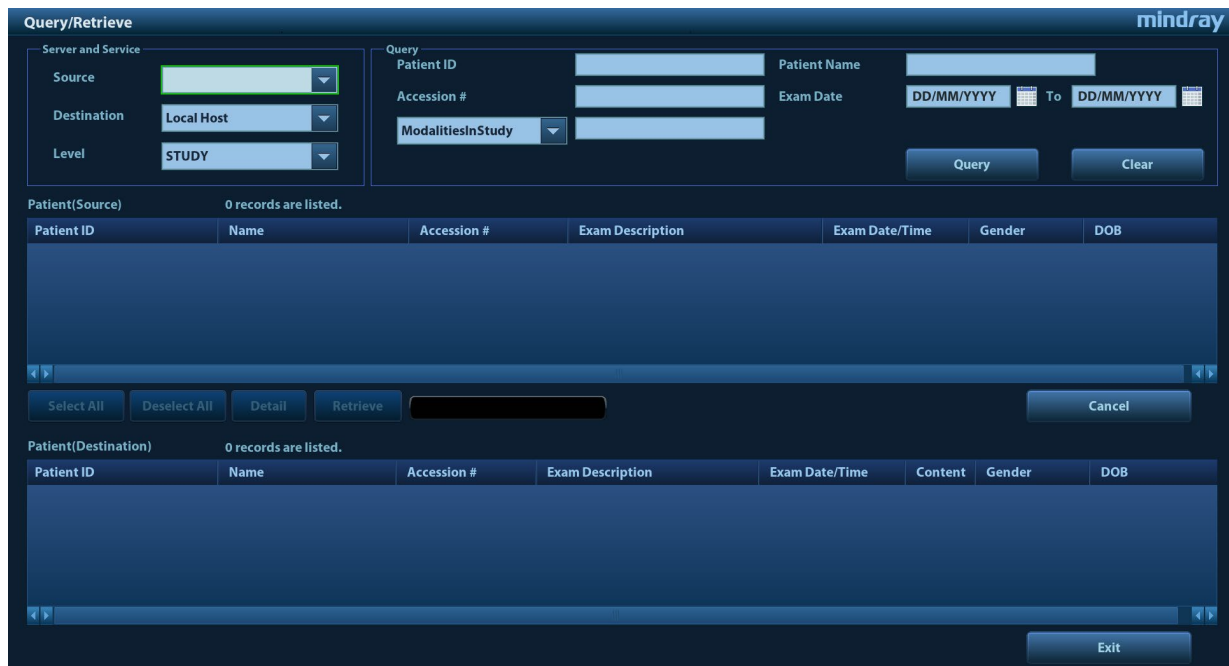 Query/Retrieve mindray
Server and Service
Source
Destination Local Host
Level STUDY
Query
Patient ID Patient Name
Accession # Exam Date DD/MM/YYYY To DD/MM/YYYY
ModalitiesInStudy
Query Clear
Patient(Source) 0 records are listed.
Patient ID Name Accession # Exam Description Exam Date/Time Gender DOB
Select All Deselect All Detail Retrieve Cancel
Patient(Destination) 0 records are listed.
Patient ID Name Accession # Exam Description Exam Date/Time Content Gender DOB
Exit